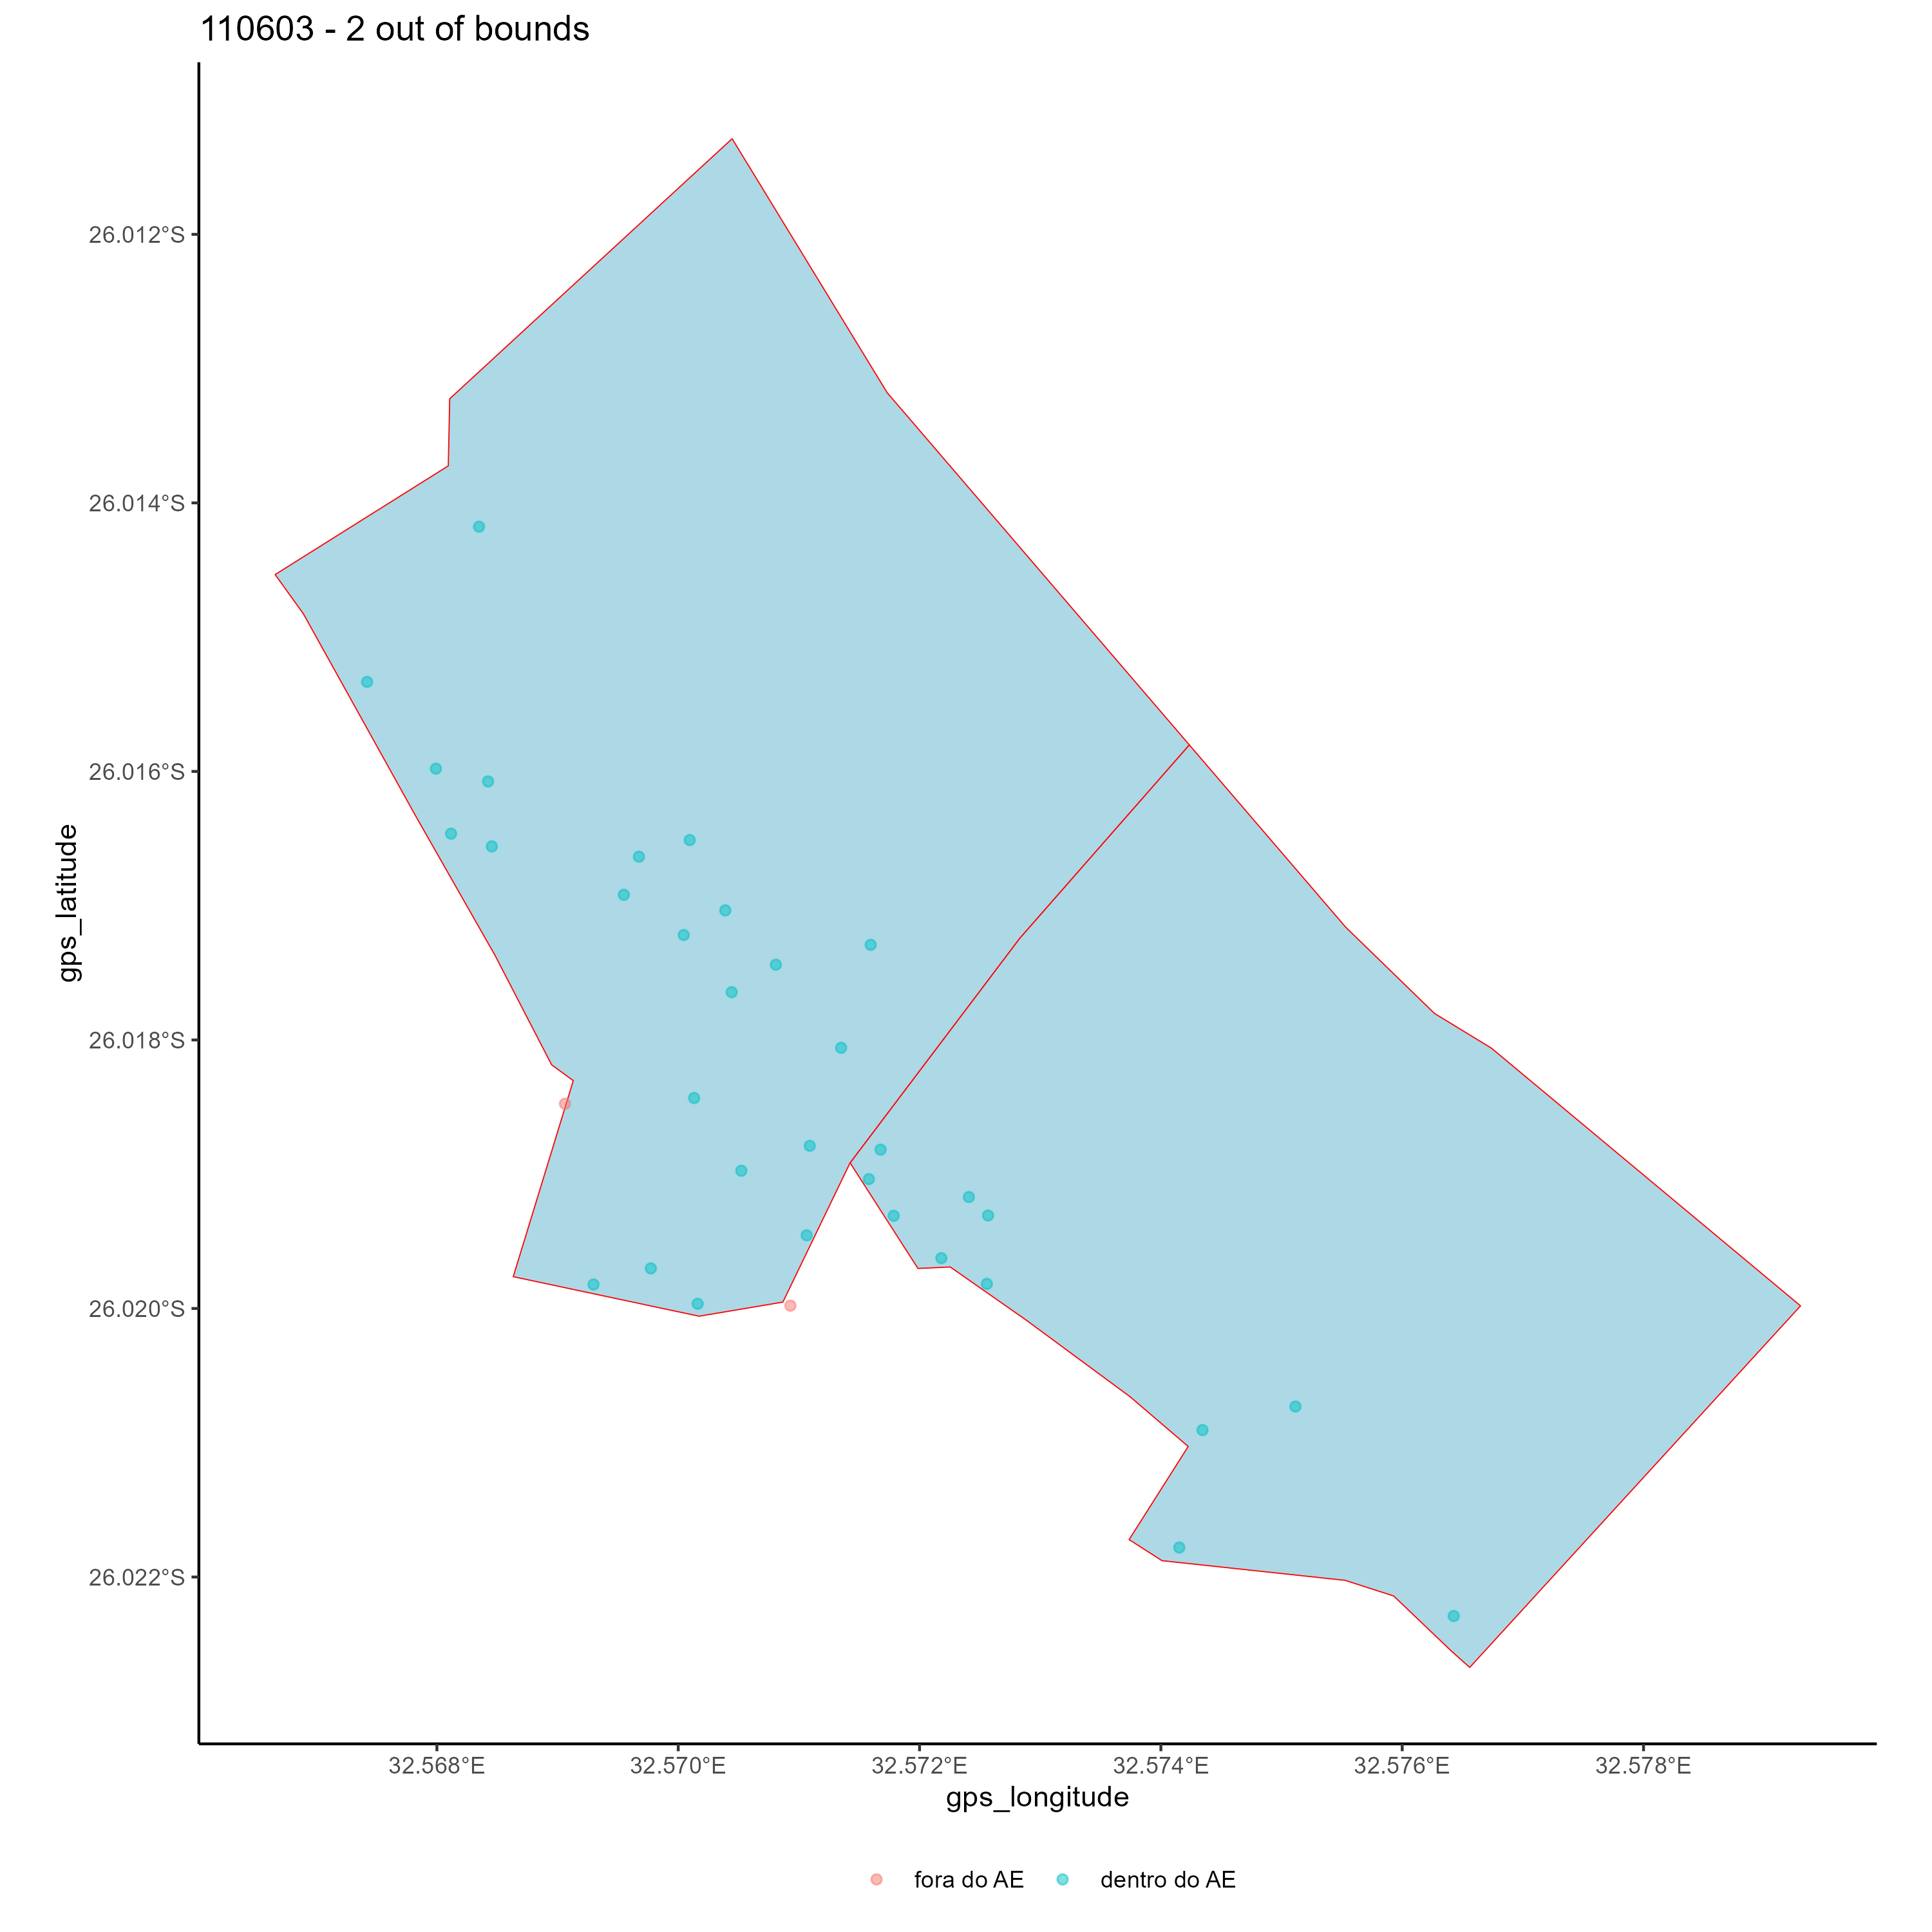 110603 - 2 out of bounds
26.012°S
26.014°S
26.016°S
26.018°S
26.020°S
26.022°S
gps_latitude
32.568°E 32.570°E 32.572°E 32.574°E 32.576°E 32.578°E
gps_longitude
fora do AE dentro do AE